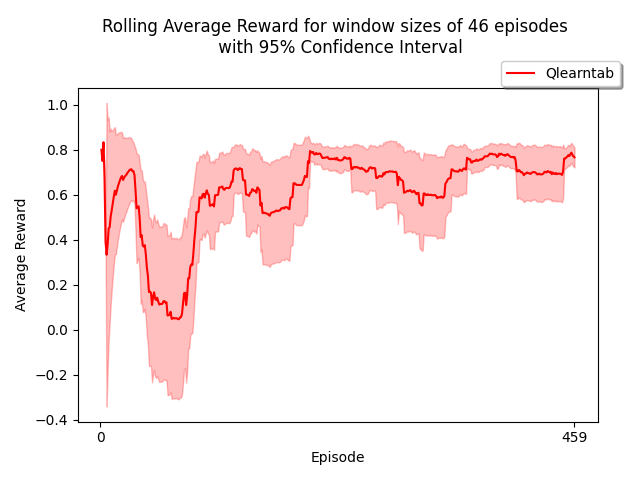 Rolling Average Reward for window sizes of 46 episodes
with 95% Confidence Interval
Qlearntab
1.0
0.8
0.6
0.4
0.2
0.0
−0.2
−0.4
Average Reward
0
459
Episode